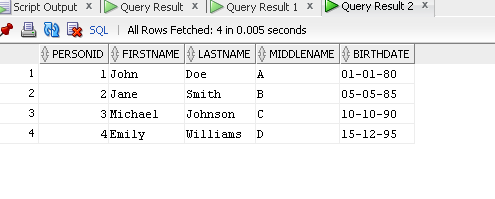 Script Output x Query Result x Query Result 1 x Query Result 2 x
SQL | All Rows Fetched: 4 in 0.005 seconds
PERSONID FIRSTNAME LASTNAME MIDDLENAME BIRTHDATE
1 1 John Doe A 01-01-80
2 2 Jane Smith B 05-05-85
3 3 Michael Johnson C 10-10-90
4 4 Emily Williams D 15-12-95